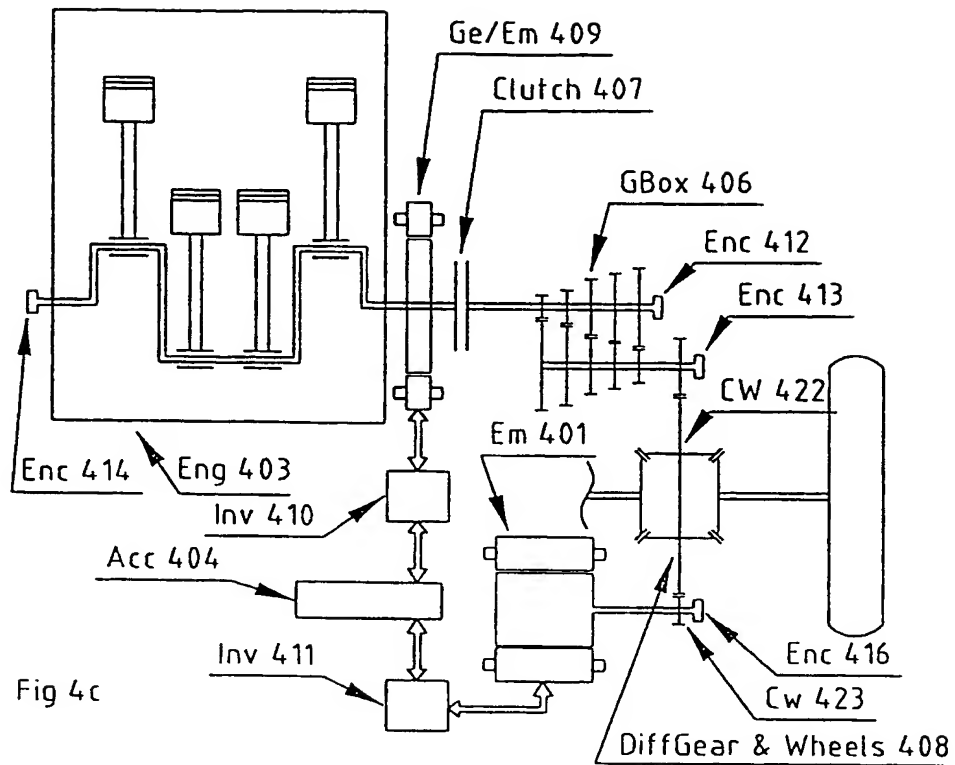 Ge/Em 409
Clutch 407
GBox 406
Enc 412
Enc 413
CW 422
Em 401
Enc 414
Eng 403
Inv 410
Acc 404
Inv 411
Enc 416
Cw 423
Fig 4c
DiffGear & Wheels 408